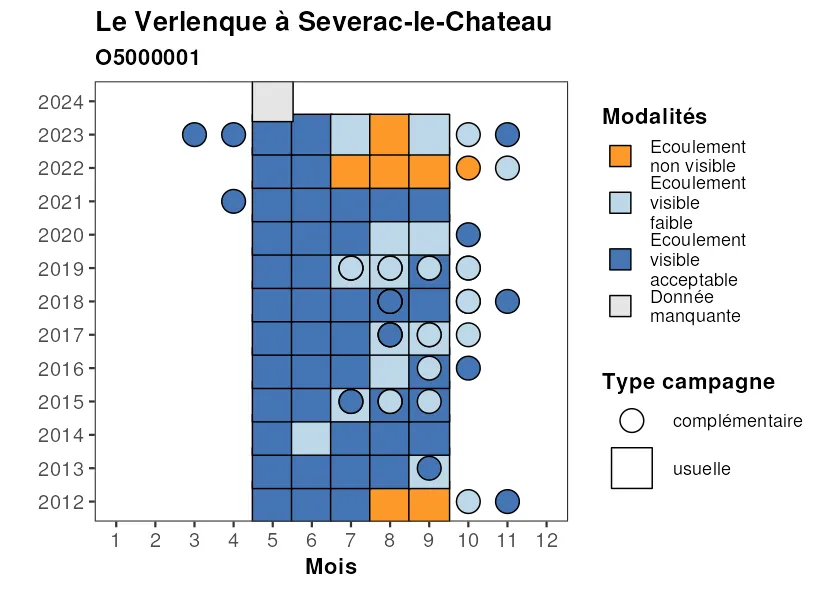 Le Verlenque à Severac-le-Chateau
O5000001
2024
2023
2022
2021
2020
2019
2018
2017
2016
2015
2014
2013
2012
1 2 3 4 5 6 7 8 9 10 11 12
Mois
Modalités
Ecoulement
non visible
Ecoulement
visible
faible
Ecoulement
visible
acceptable
Donnée
manquante
Type campagne
complémentaire
usuelle